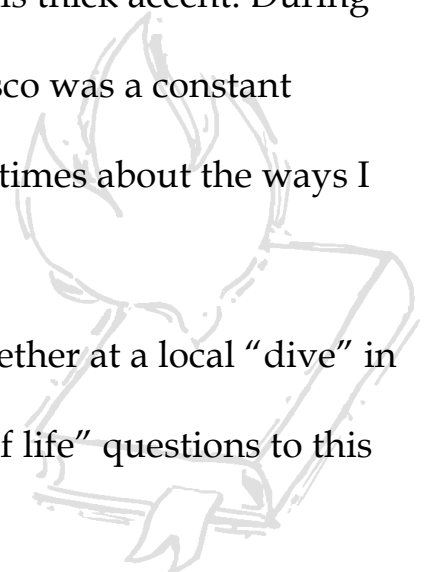 is thick accent. During
sco was a constant
times about the ways I
ether at a local “dive” in
f life” questions to this